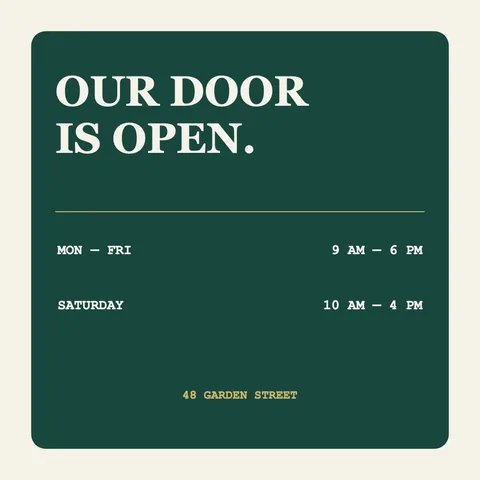 OUR DOOR
IS OPEN.
MON — FRI 9 AM — 6 PM
SATURDAY 10 AM — 4 PM
48 GARDEN STREET